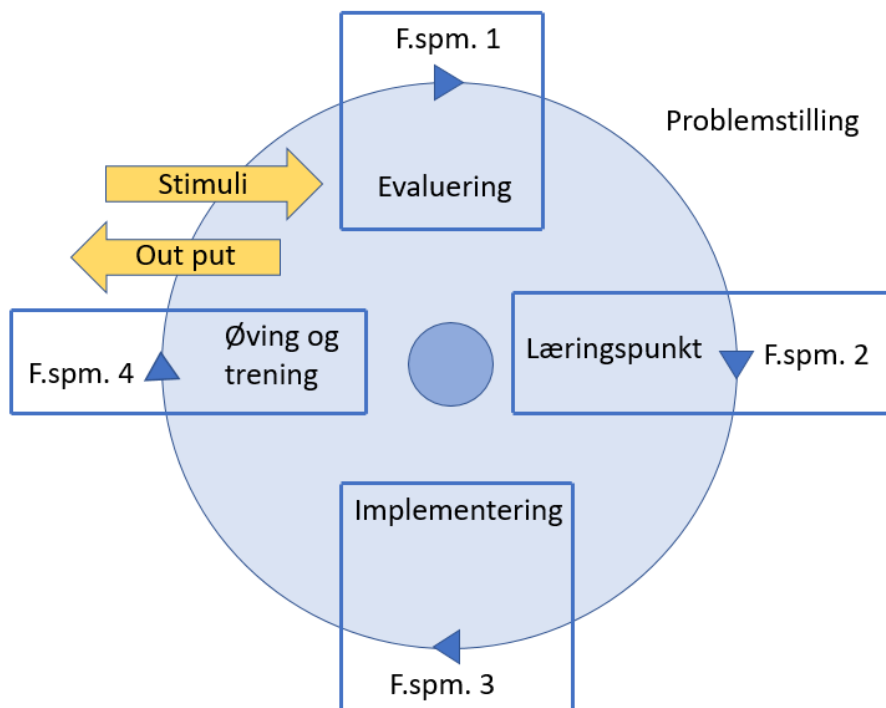 F.spm. 1
Problemstilling
Stimuli
Evaluering
Out put
Øving og
trening
F.spm. 4
Læringspunkt
F.spm. 2
Implementering
F.spm. 3